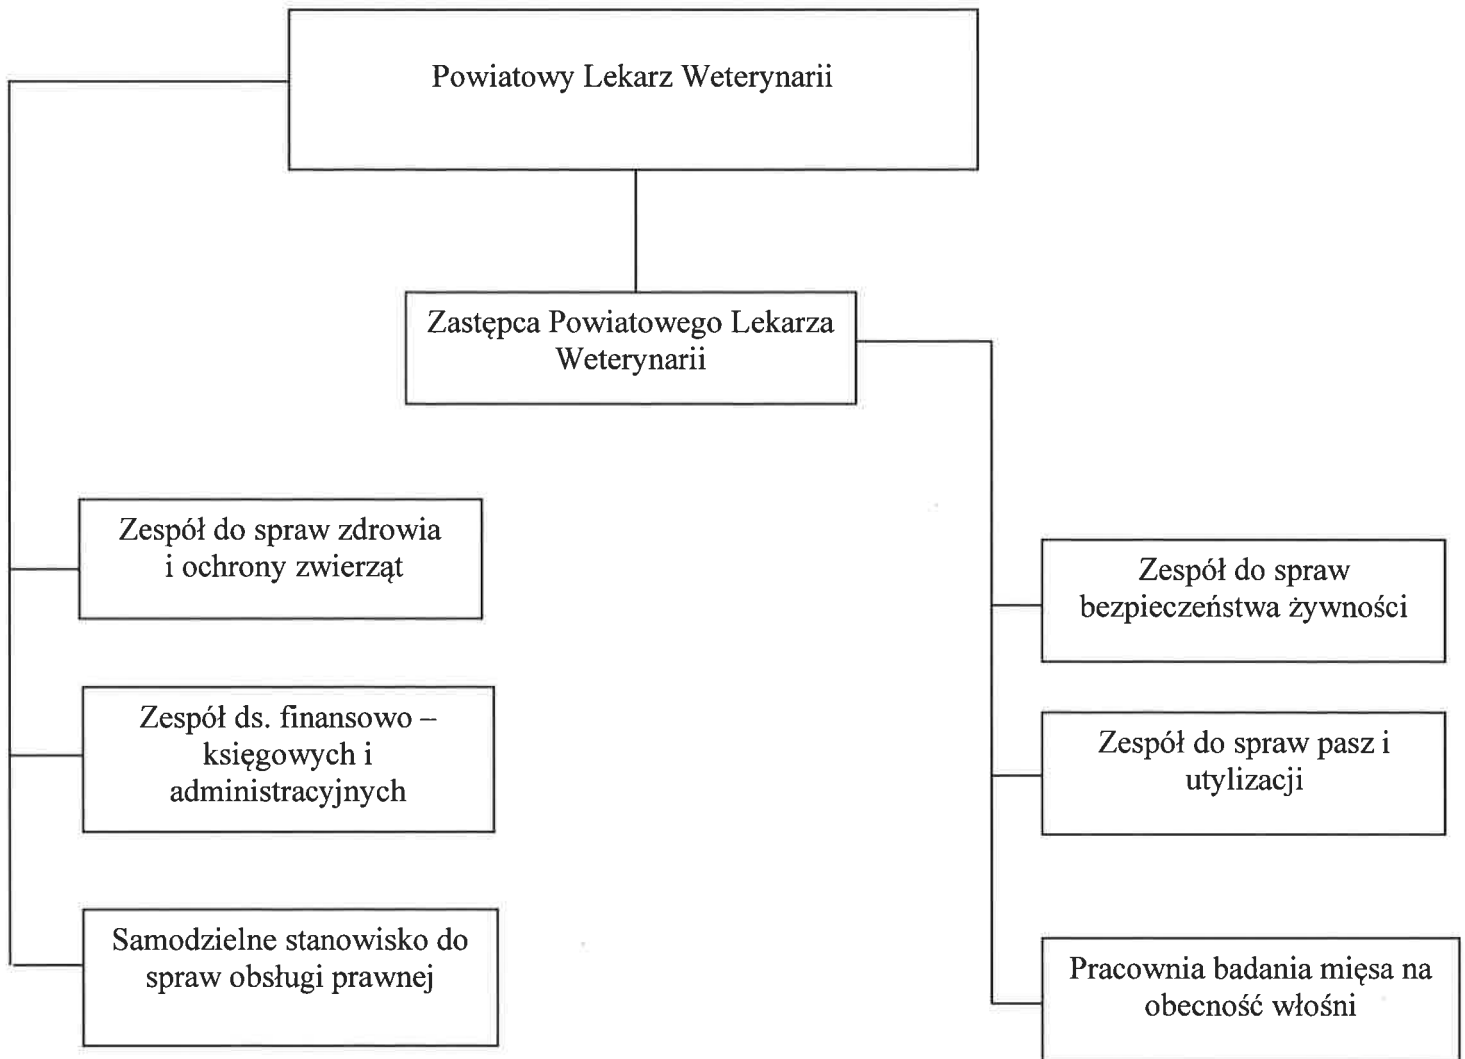 Powiatowy Lekarz Weterynarii
Zastępca Powiatowego Lekarza
Weterynarii
Zespół do spraw zdrowia
i ochrony zwierząt
Zespół ds. finansowo –
księgowych i
administracyjnych
Samodzielne stanowisko do
spraw obsługi prawnej
Zespół do spraw
bezpieczeństwa żywności
Zespół do spraw pasz i
utylizacji
Pracownia badania mięsa na
obecność włośni